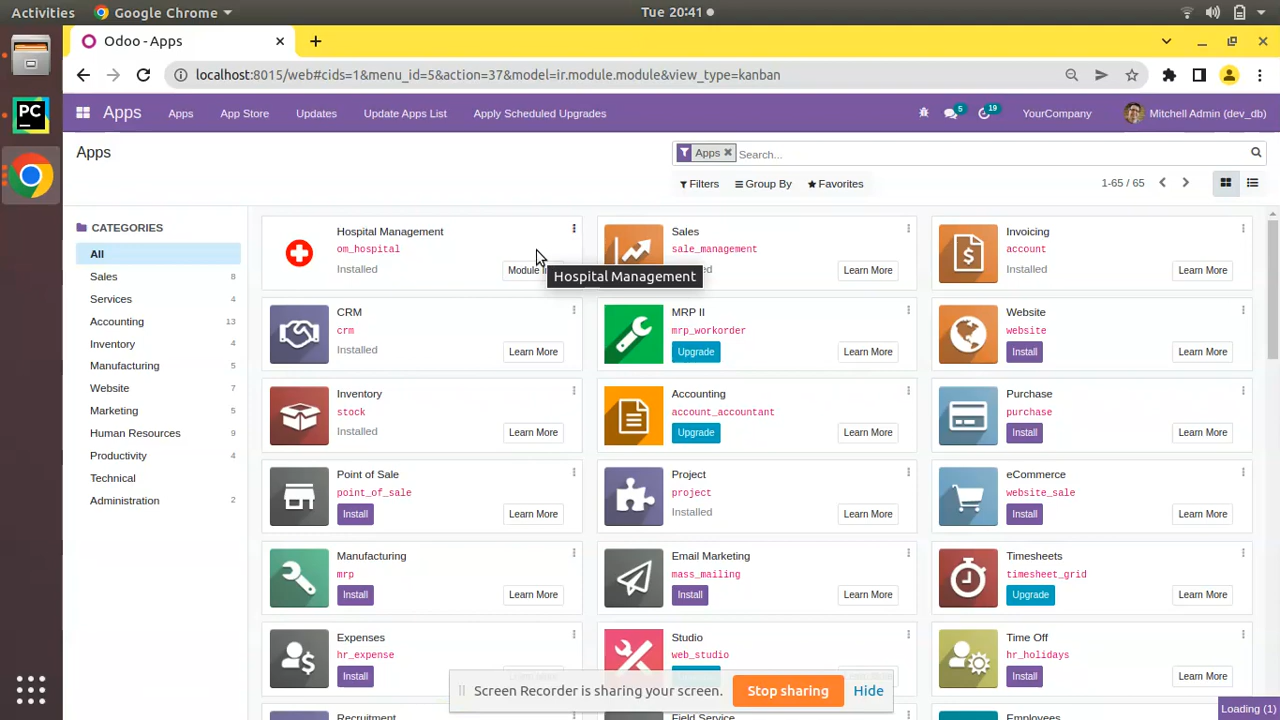 Activities Google Chrome Tue 20:41
Odoo - Apps
localhost:8015/web#cids=1&menu_id=5&action=37&model=ir.module.module&view_type=kanban
Apps Apps App Store Updates Update Apps List Apply Scheduled Upgrades 5 19 YourCompany Mitchell Admin (dev_db)
Apps
Apps Search...
Filters Group By Favorites 1-65 / 65
CATEGORIES
All
Sales 8
Services 4
Accounting 13
Inventory 4
Manufacturing 5
Website 7
Marketing 5
Human Resources 9
Productivity 4
Technical
Administration 2
Hospital Management
om_hospital
Installed
Module
Hospital Management
Sales
sale_management
Learn More
Invoicing
account
Installed Learn More
CRM
crm
Installed Learn More
MRP II
mrp_workorder
Upgrade Learn More
Website
website
Install Learn More
Inventory
stock
Installed Learn More
Accounting
account_accountant
Upgrade Learn More
Purchase
purchase
Install Learn More
Point of Sale
point_of_sale
Install Learn More
Project
project
Installed Learn More
eCommerce
website_sale
Install Learn More
Manufacturing
mrp
Install Learn More
Email Marketing
mass_mailing
Install Learn More
Timesheets
timesheet_grid
Upgrade Learn More
Expenses
hr_expense
Install
Studio
web_studio
Time Off
hr_holidays
Install Learn More
Recruitment
Field Service
Employees
PC
Screen Recorder is sharing your screen. Stop sharing Hide
Loading (1)